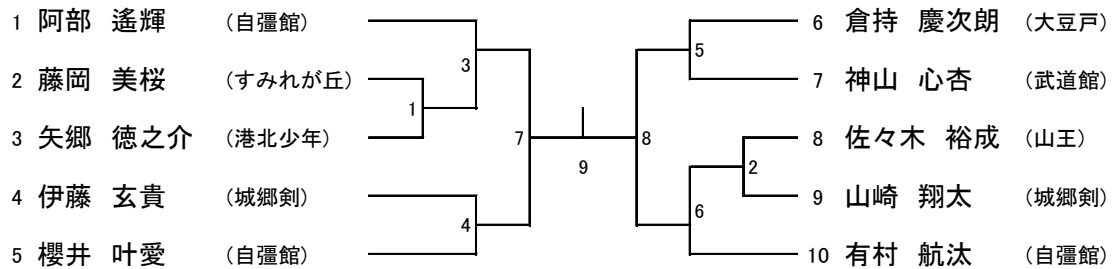 1 阿部 遙輝 (自彊館)
2 藤岡 美桜 (すみれが丘)
3 矢郷 徳之介 (港北少年)
4 伊藤 玄貴 (城郷剣)
5 櫻井 叶愛 (自彊館)
3
1
7
4
9
8
5
2
6
6 倉持 慶次朗 (大豆戸)
7 神山 心杏 (武道館)
8 佐々木 裕成 (山王)
9 山崎 翔太 (城郷剣)
10 有村 航汰 (自彊館)